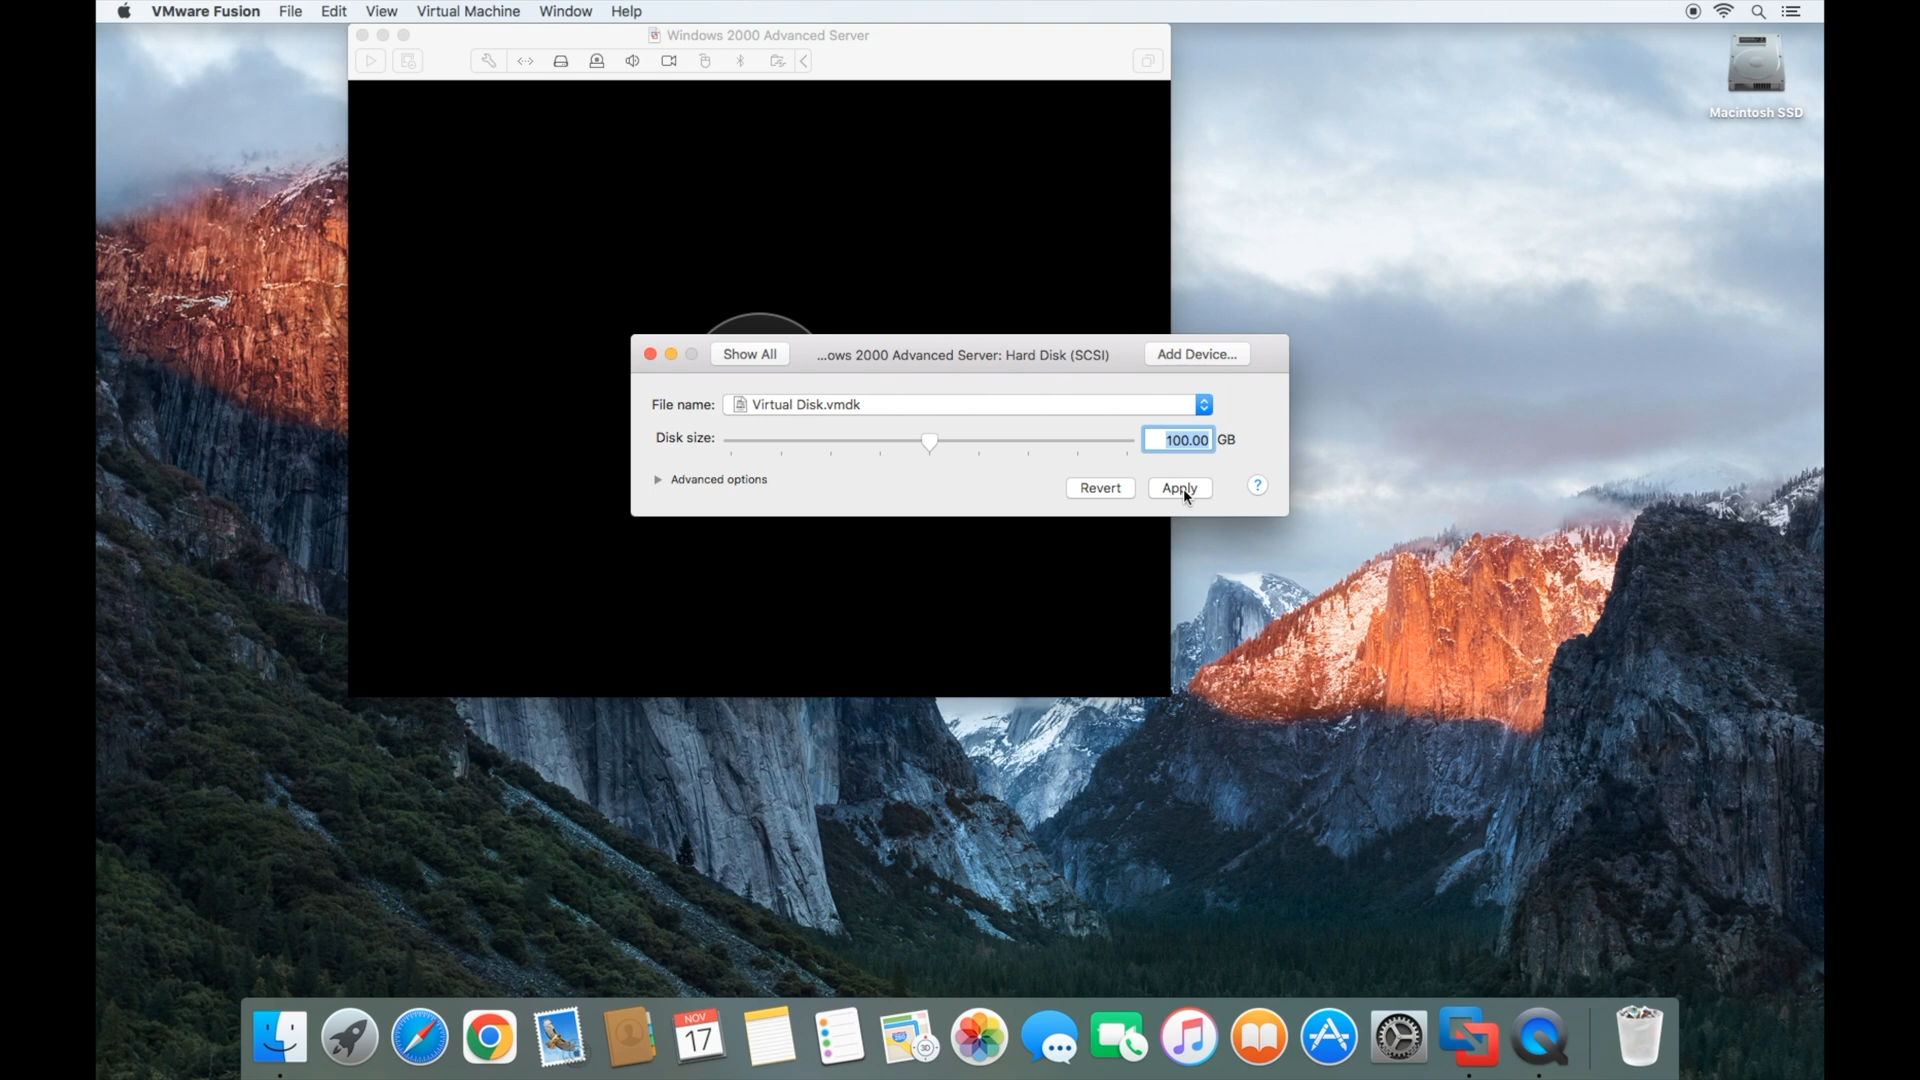 VMware Fusion File Edit View Virtual Machine Window Help
Windows 2000 Advanced Server
Macintosh SSD
Show All ...ows 2000 Advanced Server: Hard Disk (SCSI) Add Device...
File name: Virtual Disk.vmdk
Disk size: 100.00 GB
Advanced options Revert Apply ?
NOV
17
3D